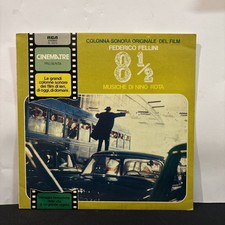 COLONNA SONORA ORIGINALE DEL FILM
FEDERICO FELLINI
8½
MUSICHE DI NINO ROTA
RCA
CINEMATRE
Le grandi
colonne sonore
dei film di ieri,
di oggi, di domani.